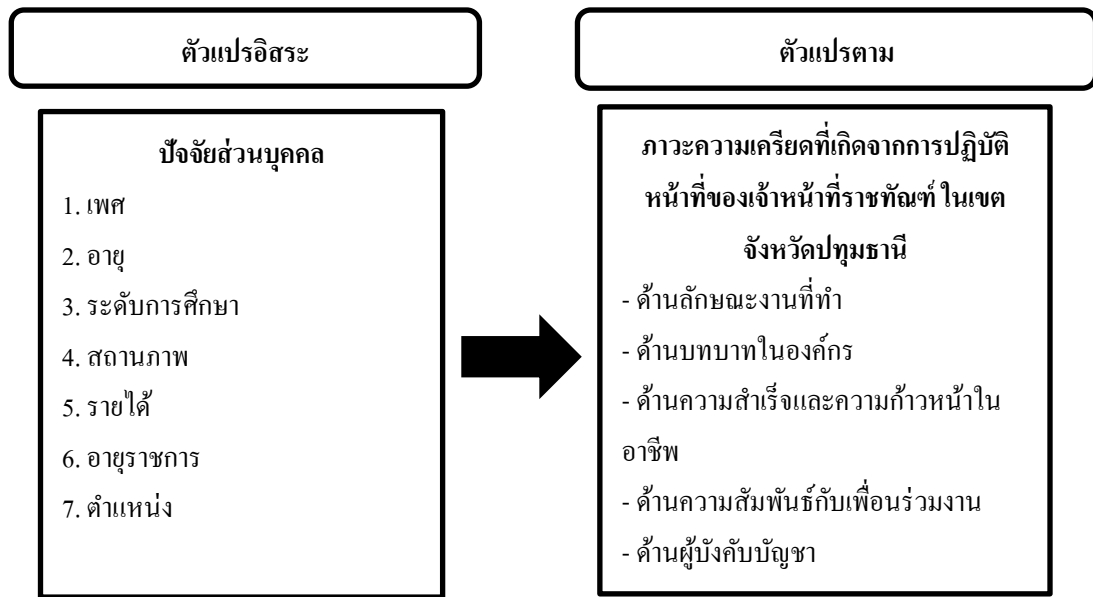 ตัวแปรอิสระ
ตัวแปรตาม
ปัจจัยส่วนบุคคล
1. เพศ
2. อายุ
3. ระดับการศึกษา
4. สถานภาพ
5. รายได้
6. อายุราชการ
7. ตำแหน่ง
ภาวะความเครียดที่เกิดจากการปฏิบัติ
หน้าที่ของเจ้าหน้าที่ราชทัณฑ์ ในเขต
จังหวัดปทุมธานี
- ด้านลักษณะงานที่ทำ
- ด้านบทบาทในองค์กร
- ด้านความสำเร็จและความก้าวหน้าใน
อาชีพ
- ด้านความสัมพันธ์กับเพื่อนร่วมงาน
- ด้านผู้บังคับบัญชา